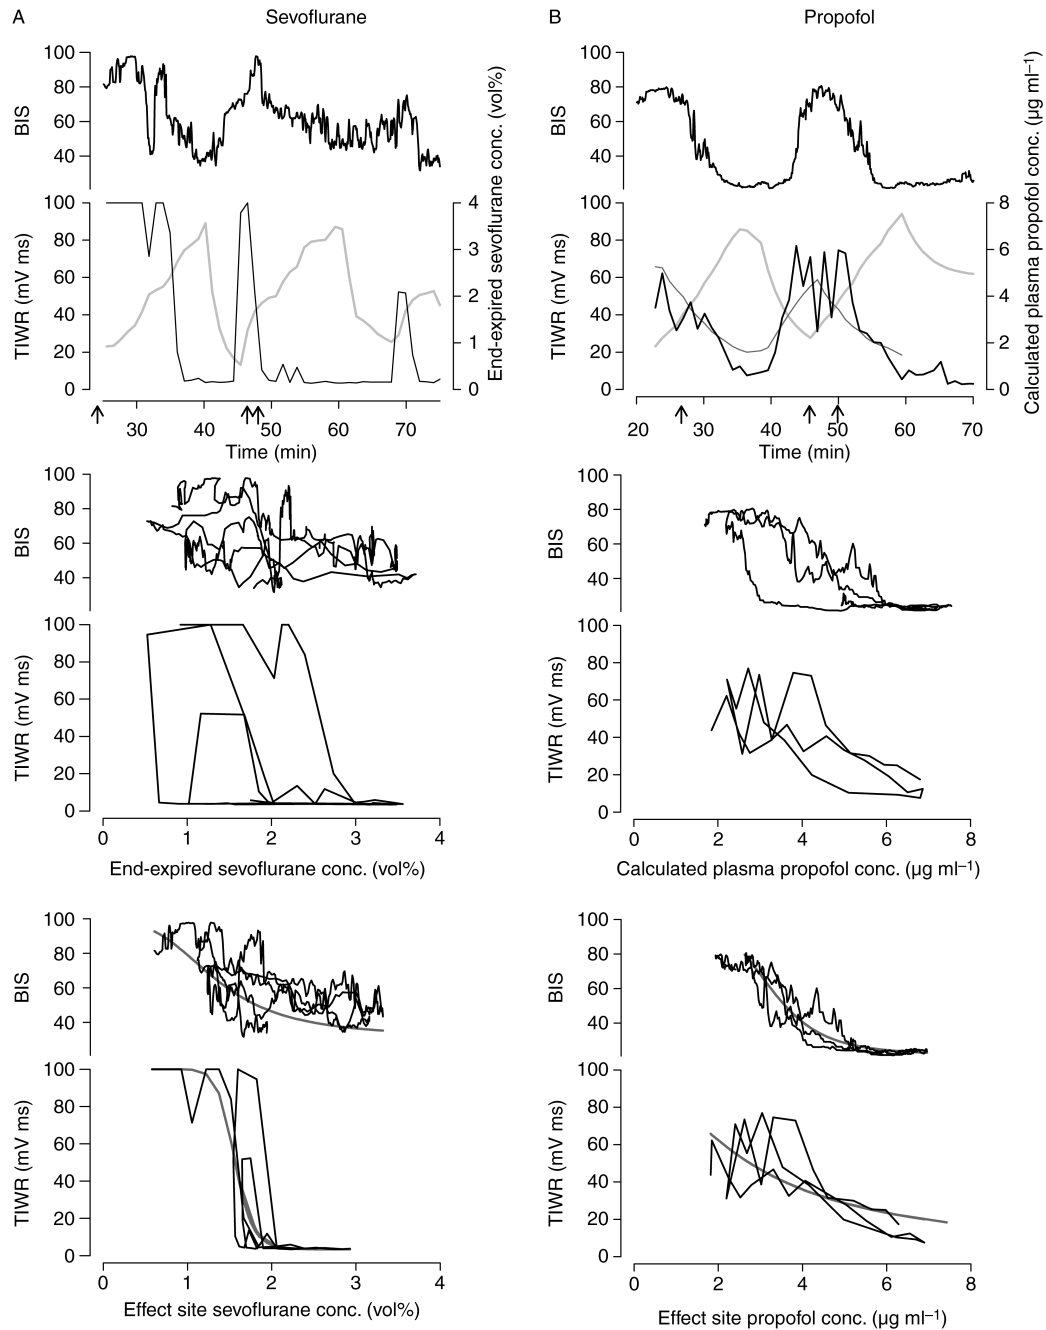 A
Sevoflurane
B
Propofol
100
80
60
40
BIS
100
80
60
40
BIS
100
80
60
40
20
0
TIWR (mV ms)
4
3
2
1
0
End-expired sevoflurane conc. (vol%)
100
80
60
40
20
0
TIWR (mV ms)
8
6
4
2
0
Calculated plasma propofol conc. (µg ml–1)
30 40 50 60 70
Time (min)
20 30 40 50 60 70
Time (min)
100
80
60
40
BIS
100
80
60
40
BIS
100
80
60
40
20
0
TIWR (mV ms)
100
80
60
40
20
0
TIWR (mV ms)
0 1 2 3 4
End-expired sevoflurane conc. (vol%)
0 2 4 6 8
Calculated plasma propofol conc. (µg ml–1)
100
80
60
40
BIS
100
80
60
40
BIS
100
80
60
40
20
0
TIWR (mV ms)
100
80
60
40
20
0
TIWR (mV ms)
0 1 2 3 4
Effect site sevoflurane conc. (vol%)
0 2 4 6 8
Effect site propofol conc. (µg ml–1)